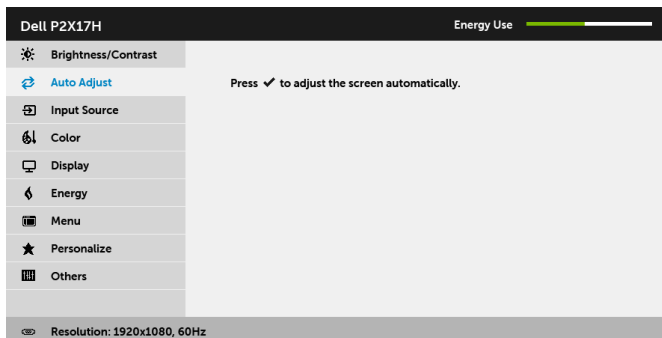 Dell P2X17H
Energy Use
Brightness/Contrast
Auto Adjust
Press ✓ to adjust the screen automatically.
Input Source
Color
Display
Energy
Menu
Personalize
Others
Resolution: 1920x1080, 60Hz